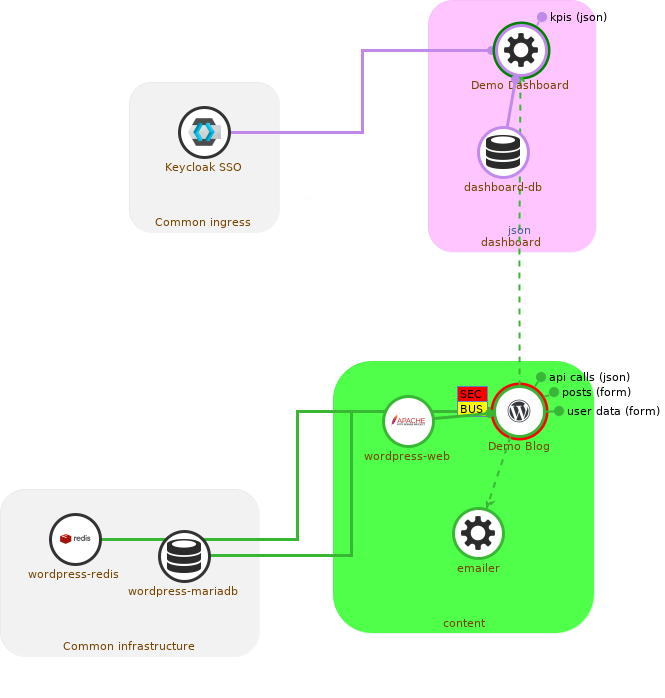 kpis (json)
Demo Dashboard
Keycloak SSO
dashboard-db
Common ingress
json
dashboard
api calls (json)
SEC
posts (form)
APACHE
BUS
user data (form)
Demo Blog
wordpress-web
redis
wordpress-redis
emailer
wordpress-mariadb
content
Common infrastructure